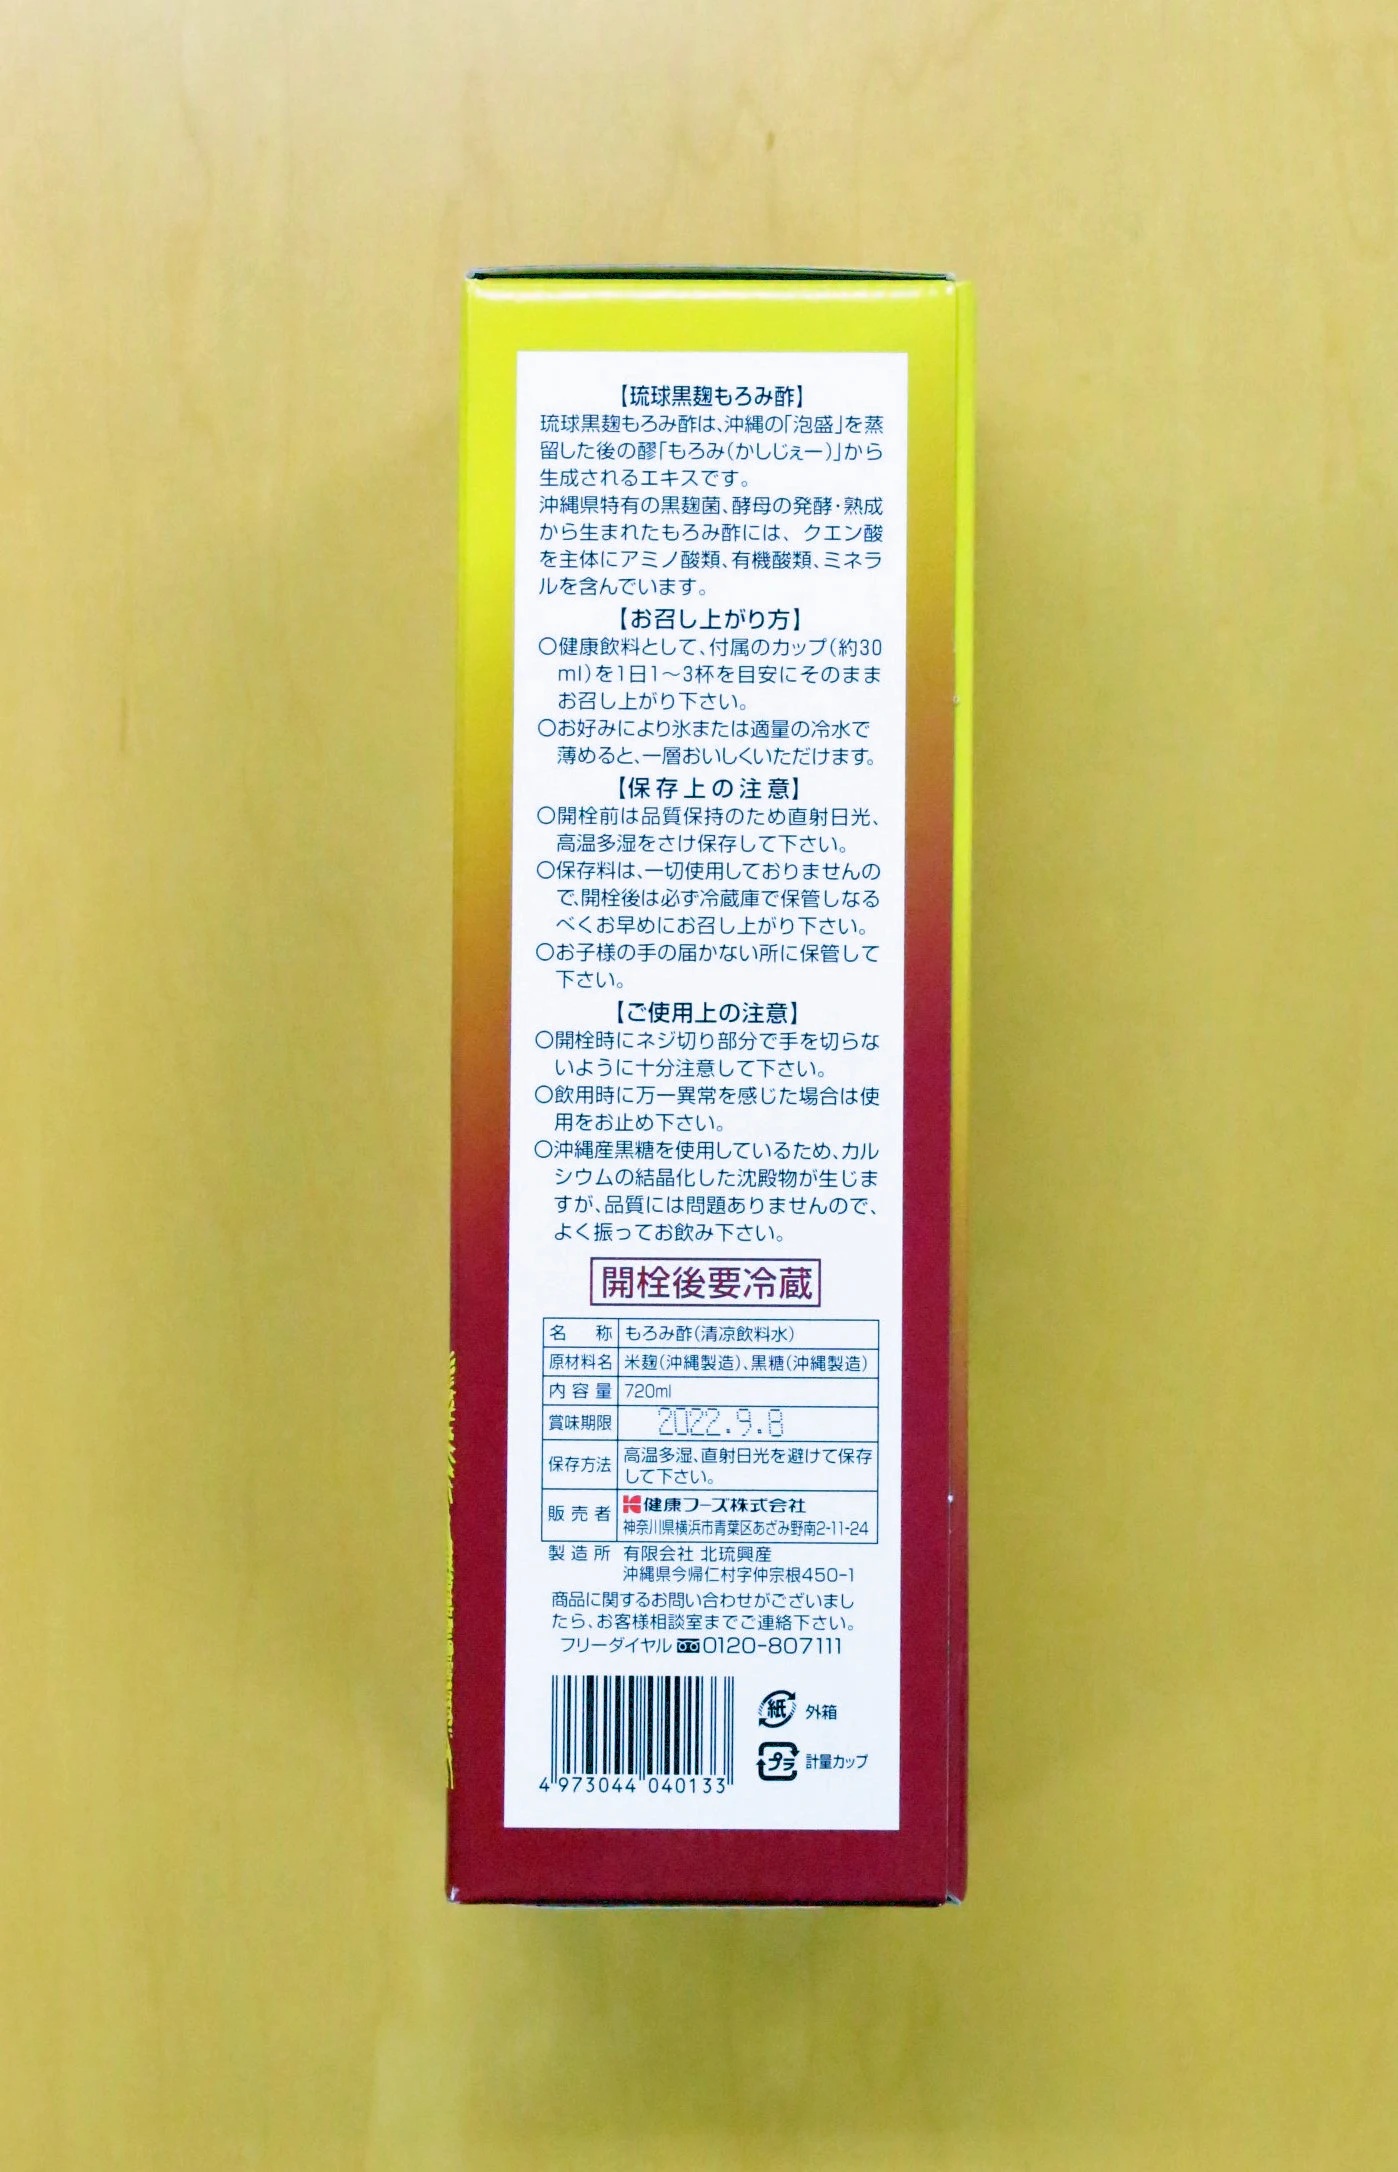 【琉球黒麹もろみ酢】
琉球黒麹もろみ酢は、沖縄の「泡盛」を蒸
留した後の醪「もろみ(かしじぇー)」から
生成されるエキスです。
沖縄県特有の黒麹菌、酵母の発酵・熟成
から生まれたもろみ酢には、クエン酸
を主体にアミノ酸類、有機酸類、ミネラ
ルを含んでいます。
【お召し上がり方】
○健康飲料として、付属のカップ(約30
ml)を1日1〜3杯を目安にそのまま
お召し上がり下さい。
○お好みにより氷または適量の冷水で
薄めると、一層おいしくいただけます。
【保存上の注意】
○開栓前は品質保持のため直射日光、
高温多湿をさけ保存して下さい。
○保存料は、一切使用しておりませんの
で、開栓後は必ず冷蔵庫で保管しなる
べくお早めにお召し上がり下さい。
○お子様の手の届かない所に保管して
下さい。
【ご使用上の注意】
○開栓時にネジ切り部分で手を切らな
いように十分注意して下さい。
○飲用時に万一異常を感じた場合は使
用をお止め下さい。
○沖縄産黒糖を使用しているため、カル
シウムの結晶化した沈殿物が生じま
すが、品質には問題ありませんので、
よく振ってお飲み下さい。
開栓後要冷蔵
名 称 もろみ酢(清涼飲料水)
原材料名 米麹(沖縄製造)、黒糖(沖縄製造)
内容量 720ml
賞味期限 2022.9.8
保存方法 高温多湿、直射日光を避けて保存
して下さい。
販売者 健康フーズ株式会社
神奈川県横浜市青葉区あざみ野南2-11-24
製造所 有限会社 北琉興産
沖縄県今帰仁村字仲宗根450-1
商品に関するお問い合わせがございまし
たら、お客様相談室までご連絡下さい。
フリーダイヤル 0120-807111
紙 外箱
プラ 計量カップ
4 973044 040133